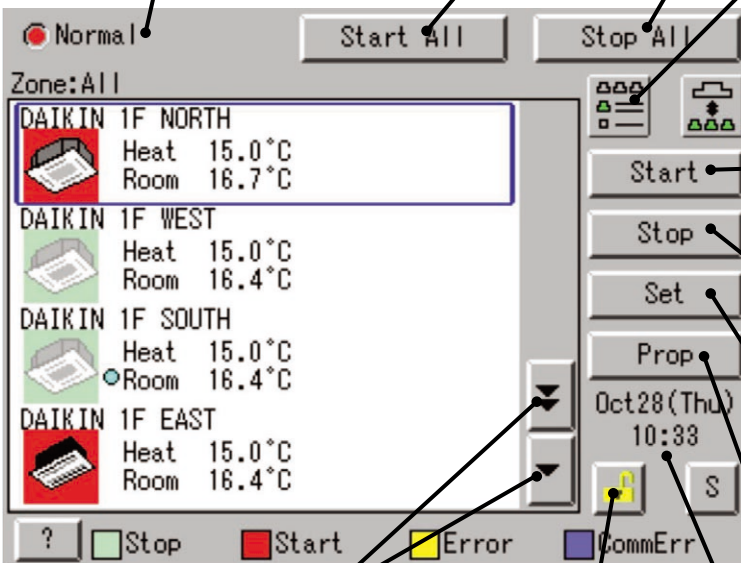 Normal
Start All
Stop All
Zone:All
DAIKIN 1F NORTH
Heat 15.0°C
Room 16.7°C
DAIKIN 1F WEST
Heat 15.0°C
Room 16.4°C
DAIKIN 1F SOUTH
Heat 15.0°C
Room 16.4°C
DAIKIN 1F EAST
Heat 15.0°C
Room 16.4°C
Start
Stop
Set
Prop
Oct28(Thu)
10:33
S
? Stop Start Error CommErr